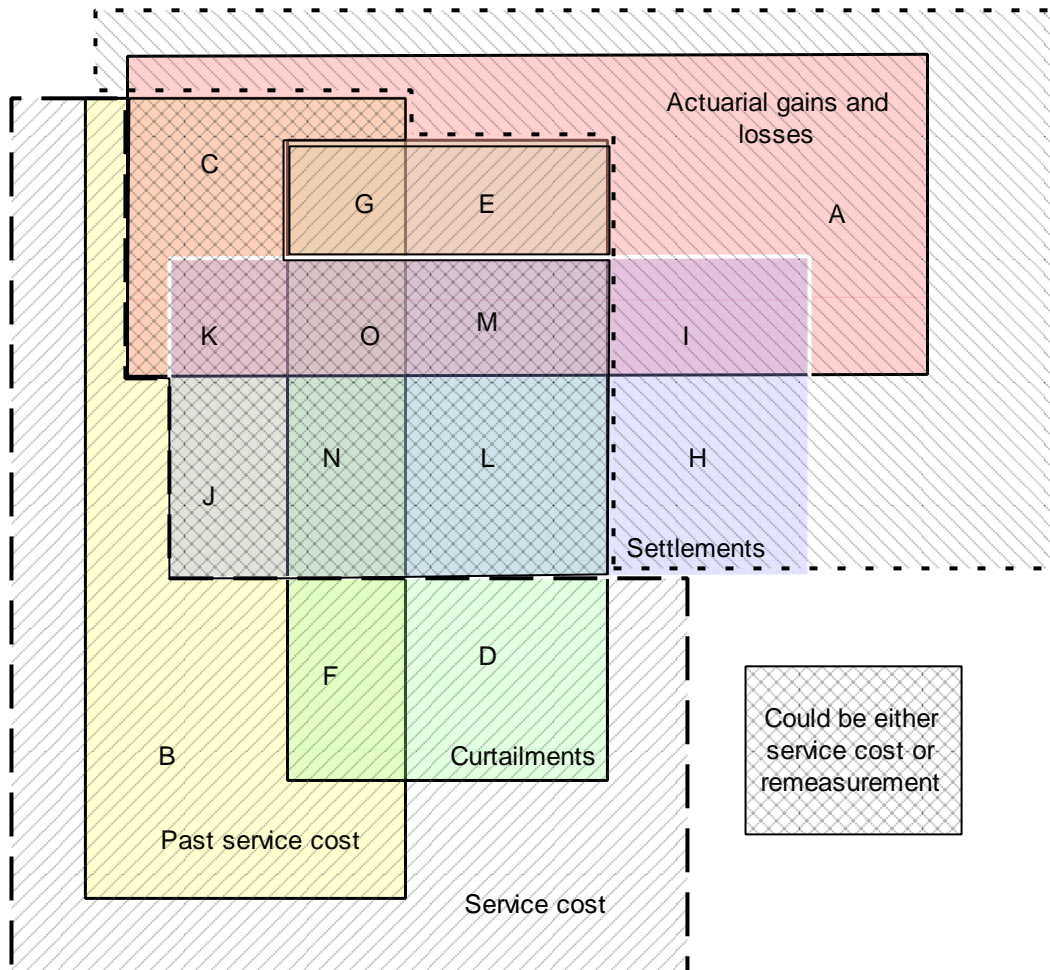 Actuarial gains and
losses
C
G
E
A
K
O
M
I
N
L
H
J
Settlements
F
D
B
Curtailments
Could be either
service cost or
remeasurement
Past service cost
Service cost